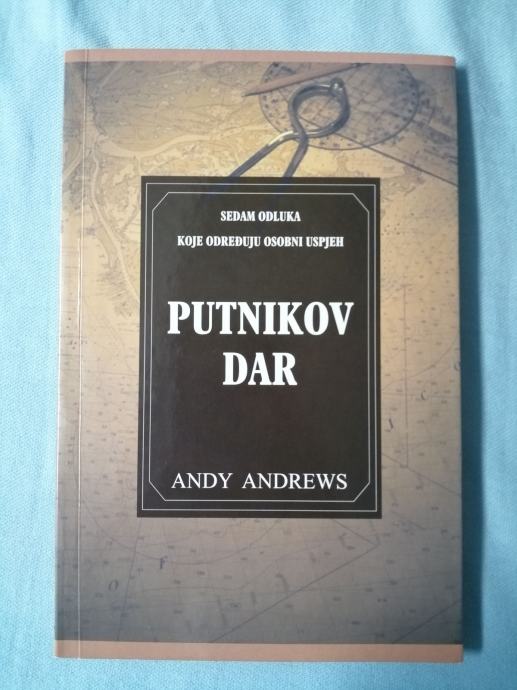 SEDAM ODLUKA
KOJE ODREĐUJU OSOBNI USPJEH
PUTNIKOV
DAR
ANDY ANDREWS